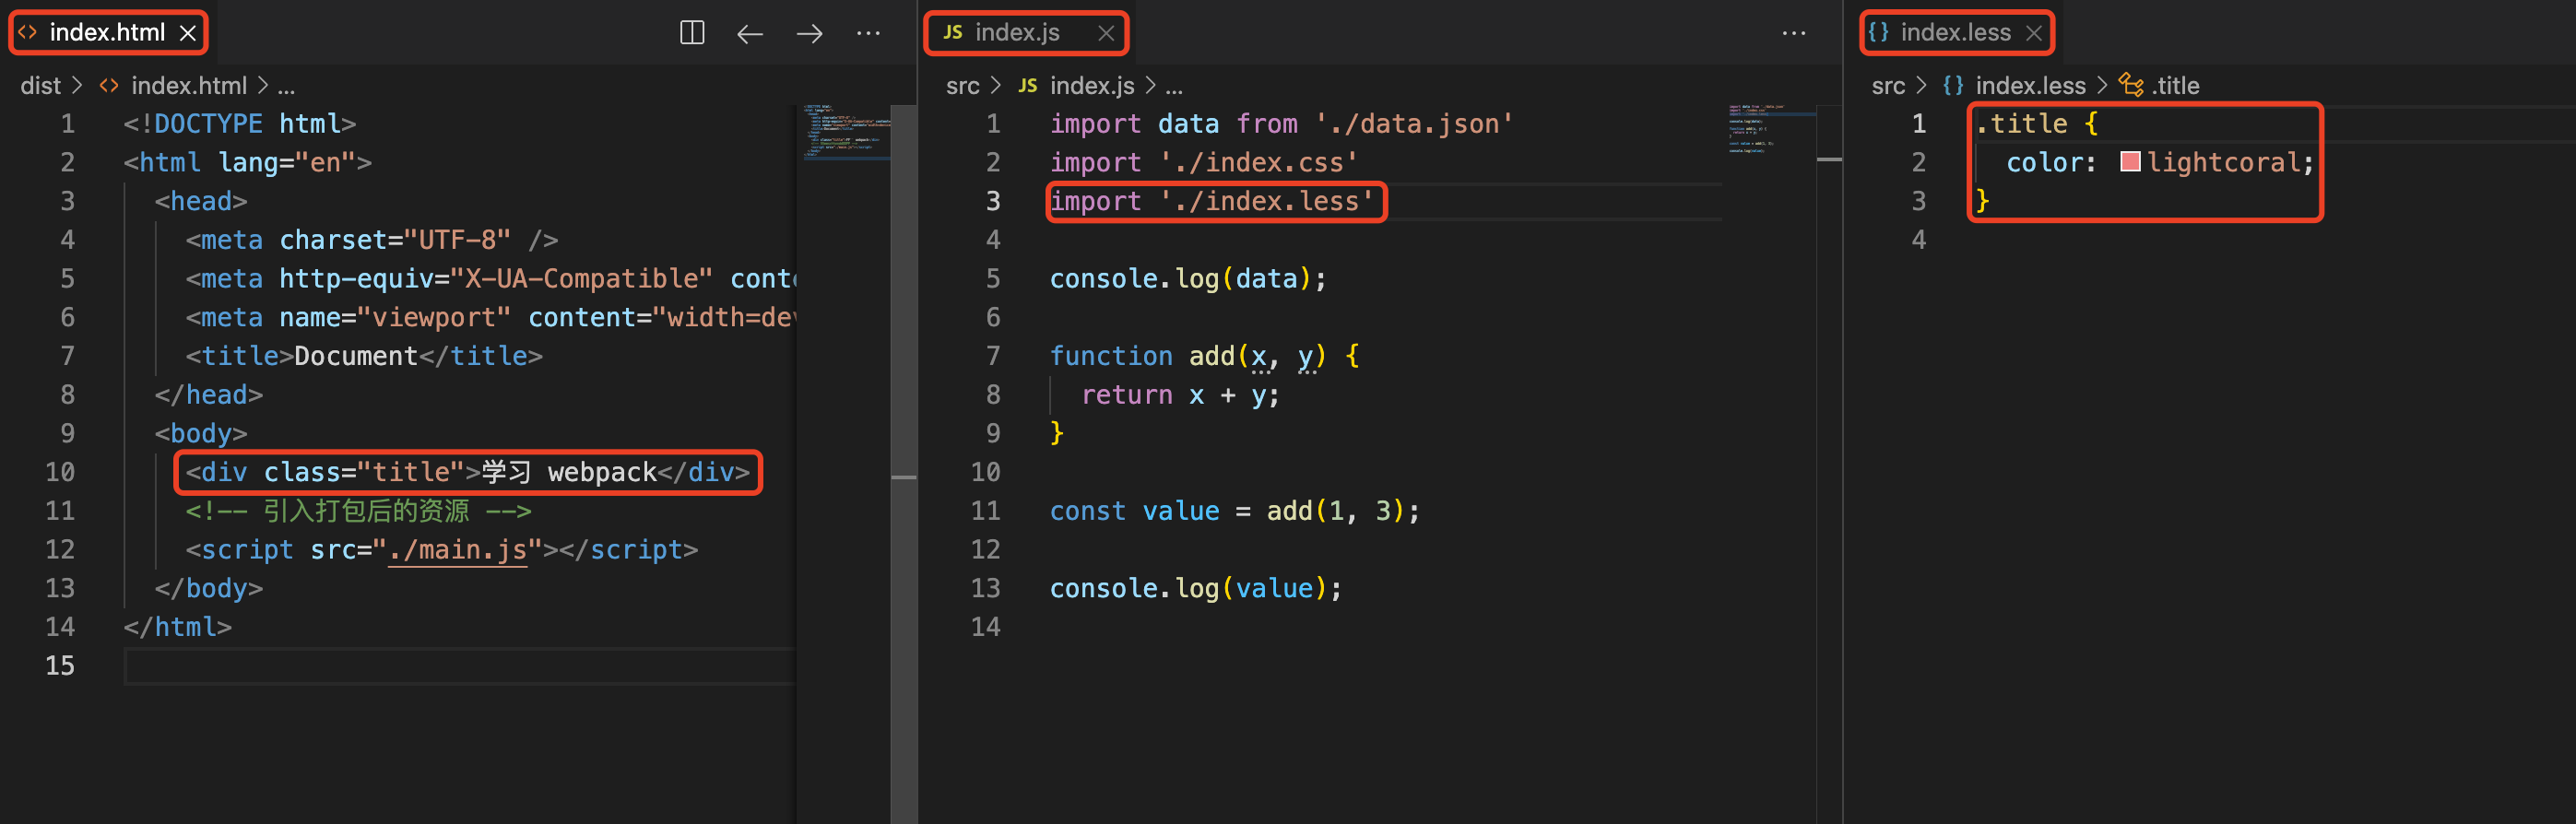 index.html
dist > index.html > ...
1 <!DOCTYPE html>
2 <html lang="en">
3 <head>
4 <meta charset="UTF-8" />
5 <meta http-equiv="X-UA-Compatible"
6 <meta name="viewport"
7 <title>Document</title>
8 </head>
9 <body>
10 <div class="title">学习 webpack</div>
11 <!-- 引入打包后的资源 -->
12 <script src="./main.js"></script>
13 </body>
14 </html>
15
JS index.js
src > JS index.js > ...
1 import data from './data.json'
2 import './index.css'
3 import './index.less'
4
5 console.log(data);
6
7 function add(x, y) {
8 return x + y;
9 }
10
11 const value = add(1, 3);
12
13 console.log(value);
14
{} index.less
src > {} index.less > .title
1 .title {
2 color: lightcoral;
3 }
4